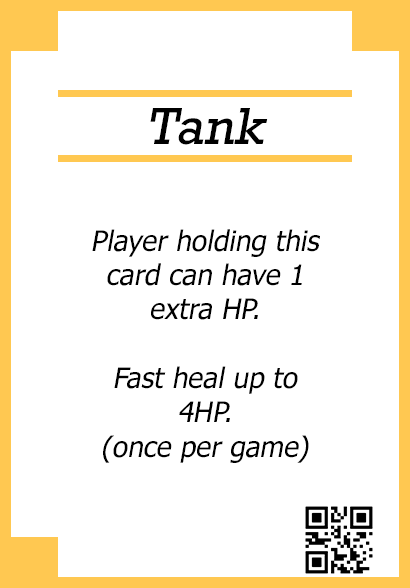 Tank
Player holding this
card can have 1
extra HP.
Fast heal up to
4HP.
(once per game)